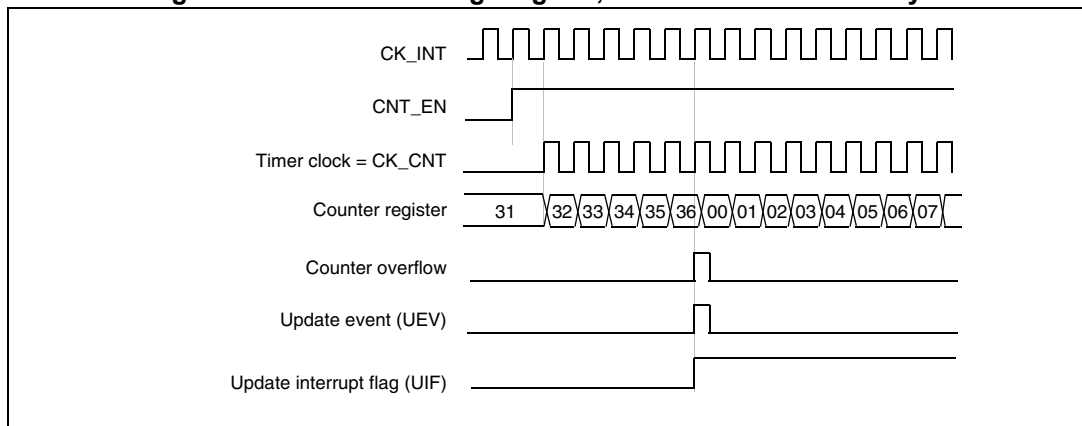 CK_INT
CNT_EN
Timer clock = CK_CNT
Counter register 31 32 33 34 35 36 00 01 02 03 04 05 06 07
Counter overflow
Update event (UEV)
Update interrupt flag (UIF)